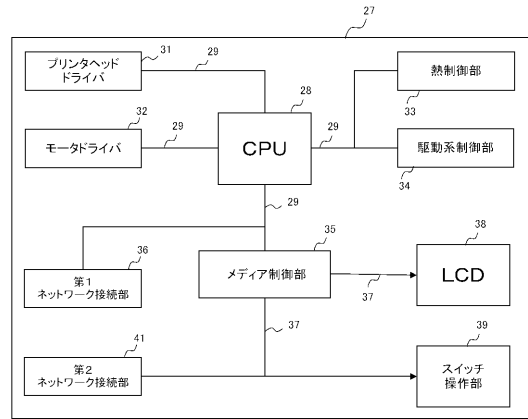 27
プリンタヘッド
ドライバ
31
29
28
熱制御部
33
32
モータドライバ
29
CPU
29
駆動系制御部
34
29
36
第1
ネットワーク接続部
35
メディア制御部
37
38
LCD
37
41
第2
ネットワーク接続部
39
スイッチ
操作部